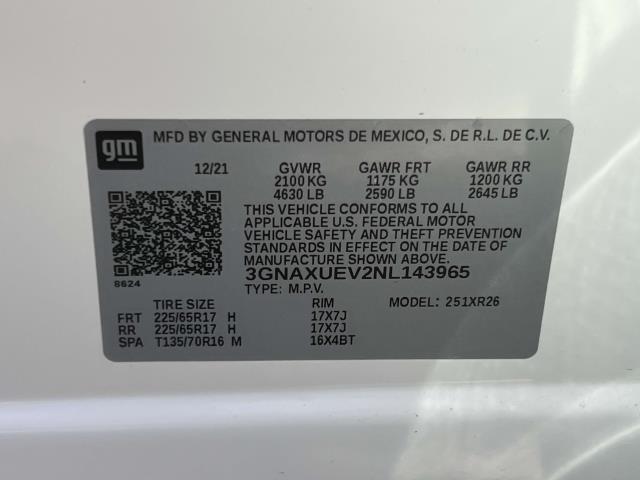 gm MFD BY GENERAL MOTORS DE MEXICO, S. DE R.L. DE C.V.
12/21 GVWR GAWR FRT GAWR RR
2100 KG 1175 KG 1200 KG
4630 LB 2590 LB 2645 LB
THIS VEHICLE CONFORMS TO ALL
APPLICABLE U.S. FEDERAL MOTOR
VEHICLE SAFETY AND THEFT PREVENTION
STANDARDS IN EFFECT ON THE DATE OF
MANUFACTURE SHOWN ABOVE.
3GNAXUEV2NL143965
8624 TYPE: M.P.V.
TIRE SIZE RIM MODEL: 251XR26
FRT 225/65R17 H 17X7J
RR 225/65R17 H 17X7J
SPA T135/70R16 M 16X4BT